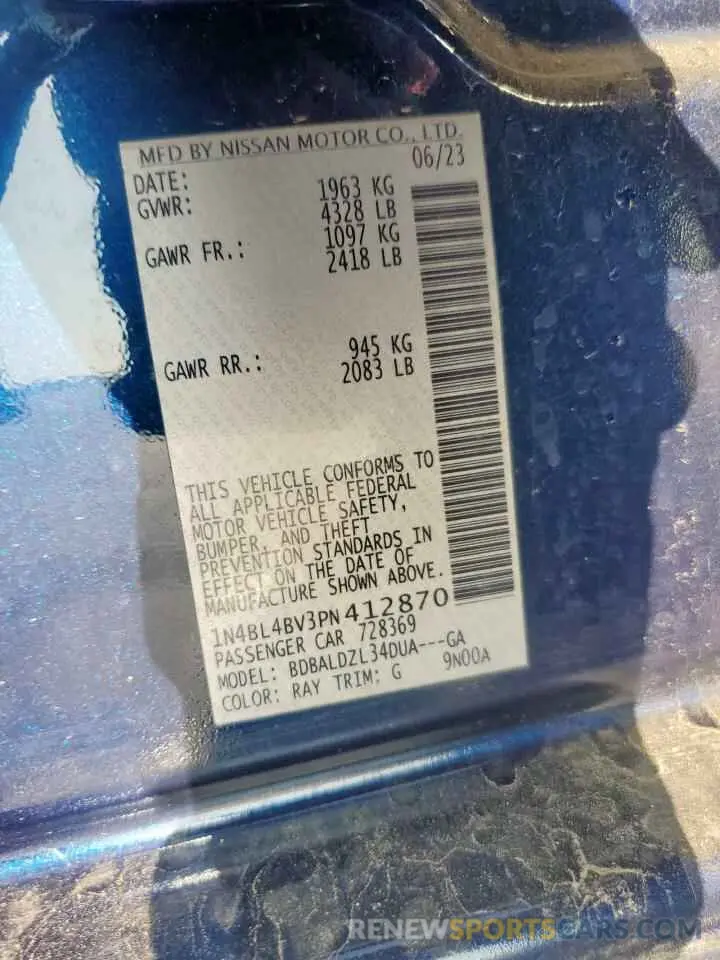 MFD BY NISSAN MOTOR CO., LTD.
DATE: 06/23
GVWR: 1963 KG
4328 LB
GAWR FR.: 1097 KG
2418 LB
GAWR RR.: 945 KG
2083 LB
THIS VEHICLE CONFORMS TO
ALL APPLICABLE FEDERAL
MOTOR VEHICLE SAFETY,
BUMPER, AND THEFT
PREVENTION STANDARDS IN
EFFECT ON THE DATE OF
MANUFACTURE SHOWN ABOVE.
1N4BL4BV3PN412870
PASSENGER CAR 728369
MODEL: BDBALDZL34DUA---GA
COLOR: RAY TRIM: G 9N00A
RENEWSPORTSCARS.COM